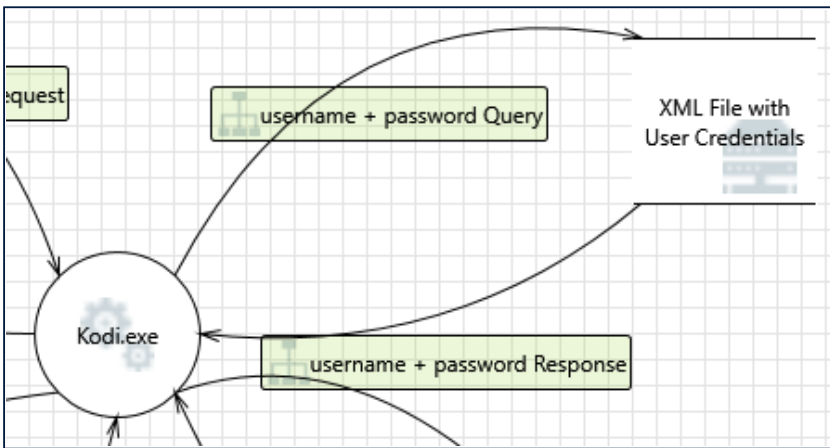 equest
username + password Query
XML File with
User Credentials
Kodi.exe
username + password Response